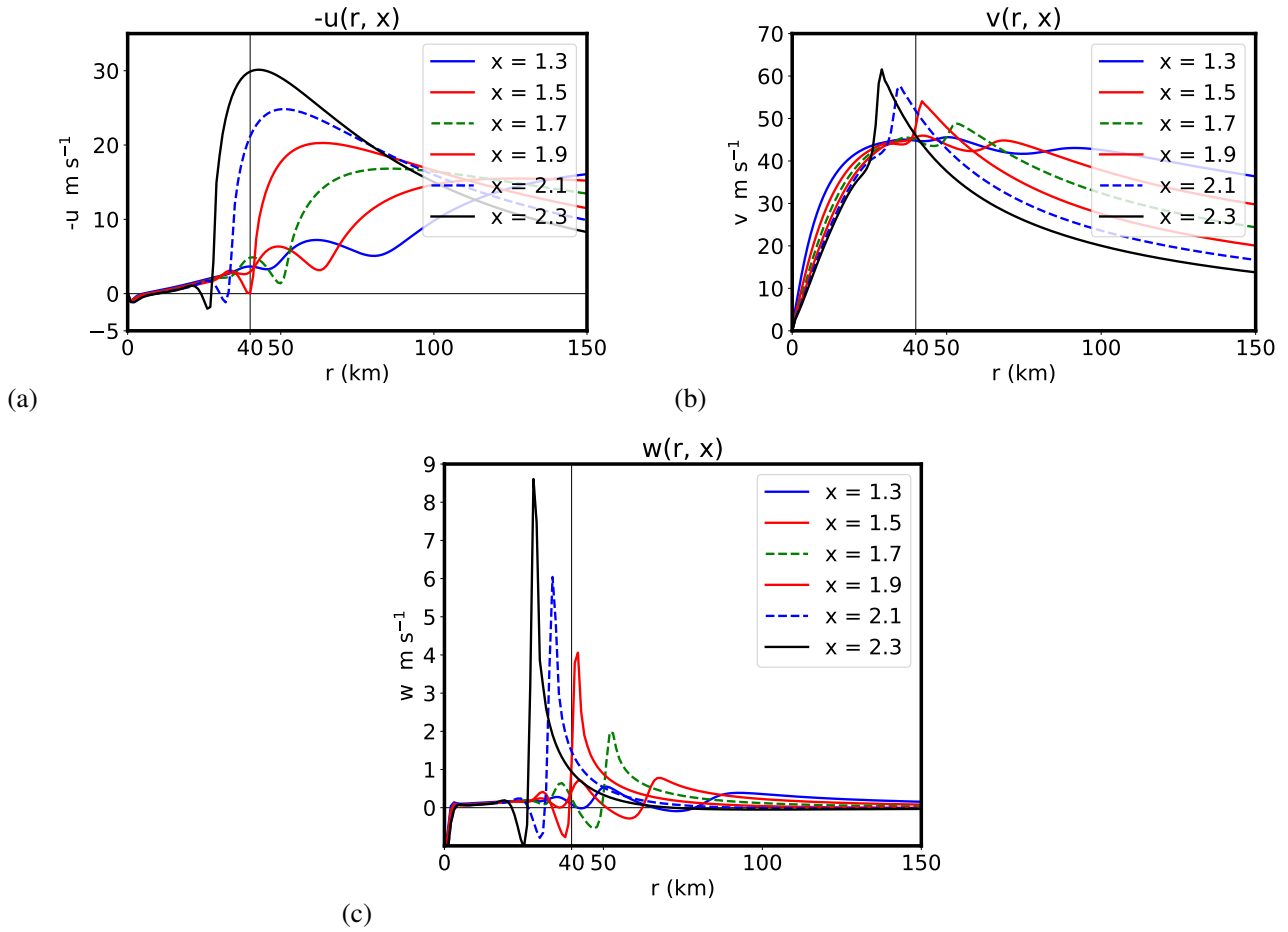 -u(r, x)
-u m s⁻¹
30
20
10
0
−5
x = 1.3
x = 1.5
x = 1.7
x = 1.9
x = 2.1
x = 2.3
0 40 50 100 150
r (km)
(a)
v(r, x)
v m s⁻¹
70
60
50
40
30
20
10
0
x = 1.3
x = 1.5
x = 1.7
x = 1.9
x = 2.1
x = 2.3
0 40 50 100 150
r (km)
(b)
w(r, x)
w m s⁻¹
9
8
7
6
5
4
3
2
1
0
x = 1.3
x = 1.5
x = 1.7
x = 1.9
x = 2.1
x = 2.3
0 40 50 100 150
r (km)
(c)